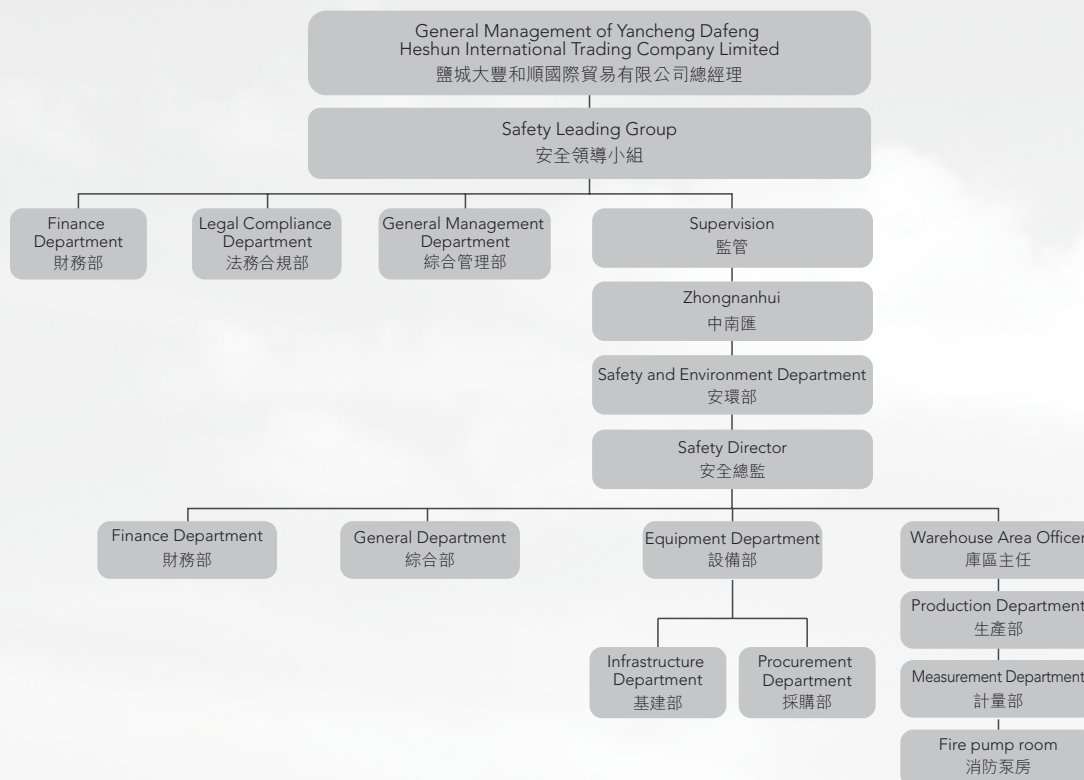 General Management of Yancheng Dafeng
Heshun International Trading Company Limited
鹽城大豐和順國際貿易有限公司總經理
Safety Leading Group
安全領導小組
Finance
Department
財務部
Legal Compliance
Department
法務合規部
General Management
Department
綜合管理部
Supervision
監管
Zhongnanhui
中南匯
Safety and Environment Department
安環部
Safety Director
安全總監
Finance Department
財務部
General Department
綜合部
Equipment Department
設備部
Warehouse Area Officer
庫區主任
Production Department
生產部
Infrastructure
Department
基建部
Procurement
Department
採購部
Measurement Department
計量部
Fire pump room
消防泵房